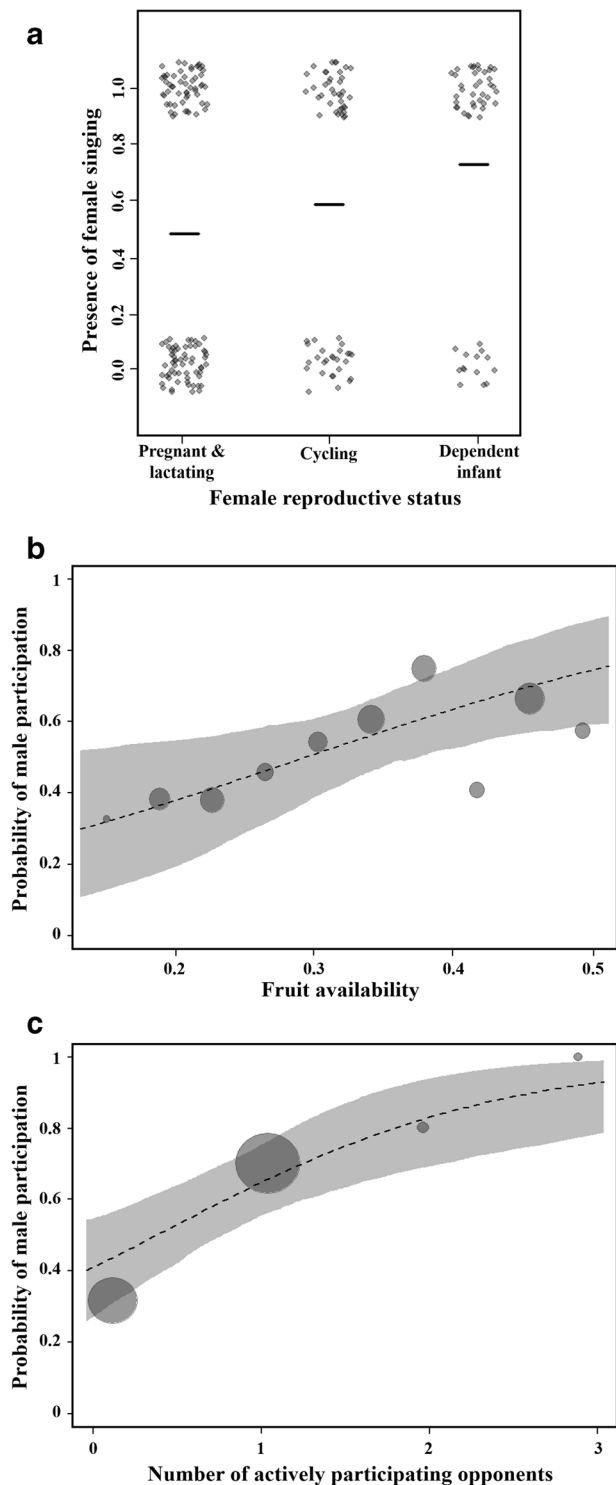 a
Presence of female singing
1.0
0.8
0.6
0.4
0.2
0.0
Pregnant &
lactating
Cycling
Dependent
infant
Female reproductive status
b
Probability of male participation
1
0.8
0.6
0.4
0.2
0
0.2
0.3
0.4
0.5
Fruit availability
c
Probability of male participation
1
0.8
0.6
0.4
0.2
0
0
1
2
3
Number of actively participating opponents